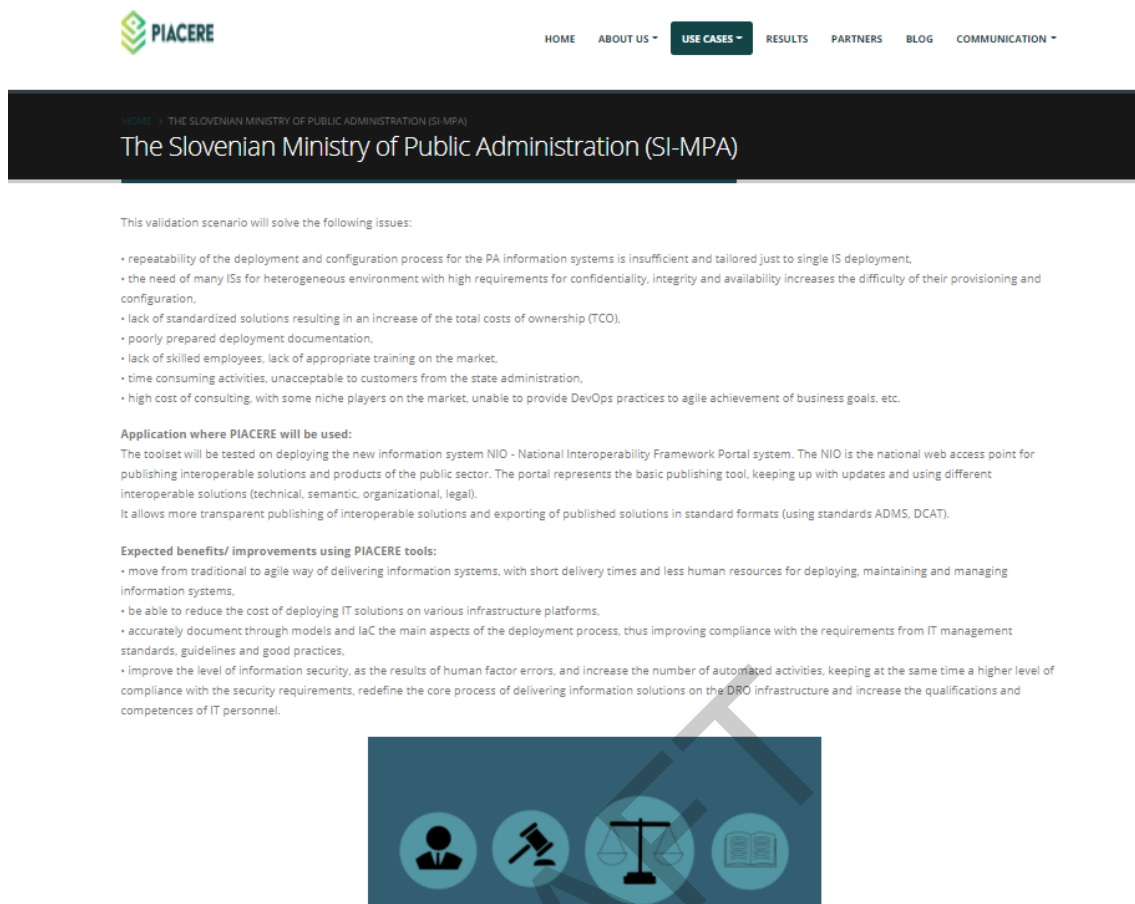 PIACERE
HOME ABOUT US USE CASES RESULTS PARTNERS BLOG COMMUNICATION
HOME > THE SLOVENIAN MINISTRY OF PUBLIC ADMINISTRATION (SI-MPA)
The Slovenian Ministry of Public Administration (SI-MPA)
This validation scenario will solve the following issues:
• repeatability of the deployment and configuration process for the PA information systems is insufficient and tailored just to single IS deployment,
• the need of many ISs for heterogeneous environment with high requirements for confidentiality, integrity and availability increases the difficulty of their provisioning and
configuration,
• lack of standardized solutions resulting in an increase of the total costs of ownership (TCO),
• poorly prepared deployment documentation,
• lack of skilled employees, lack of appropriate training on the market,
• time consuming activities, unacceptable to customers from the state administration,
• high cost of consulting, with some niche players on the market, unable to provide DevOps practices to agile achievement of business goals, etc.
Application where PIACERE will be used:
The toolset will be tested on deploying the new information system NIO - National Interoperability Framework Portal system. The NIO is the national web access point for
publishing interoperable solutions and products of the public sector. The portal represents the basic publishing tool, keeping up with updates and using different
interoperable solutions (technical, semantic, organizational, legal).
It allows more transparent publishing of interoperable solutions and exporting of published solutions in standard formats (using standards ADMS, DCAT).
Expected benefits/ improvements using PIACERE tools:
• move from traditional to agile way of delivering information systems, with short delivery times and less human resources for deploying, maintaining and managing
information systems,
• be able to reduce the cost of deploying IT solutions on various infrastructure platforms,
• accurately document through models and IaC the main aspects of the deployment process, thus improving compliance with the requirements from IT management
standards, guidelines and good practices,
• improve the level of information security, as the results of human factor errors, and increase the number of automated activities, keeping at the same time a higher level of
compliance with the security requirements, redefine the core process of delivering information solutions on the DRO infrastructure and increase the qualifications and
competences of IT personnel.